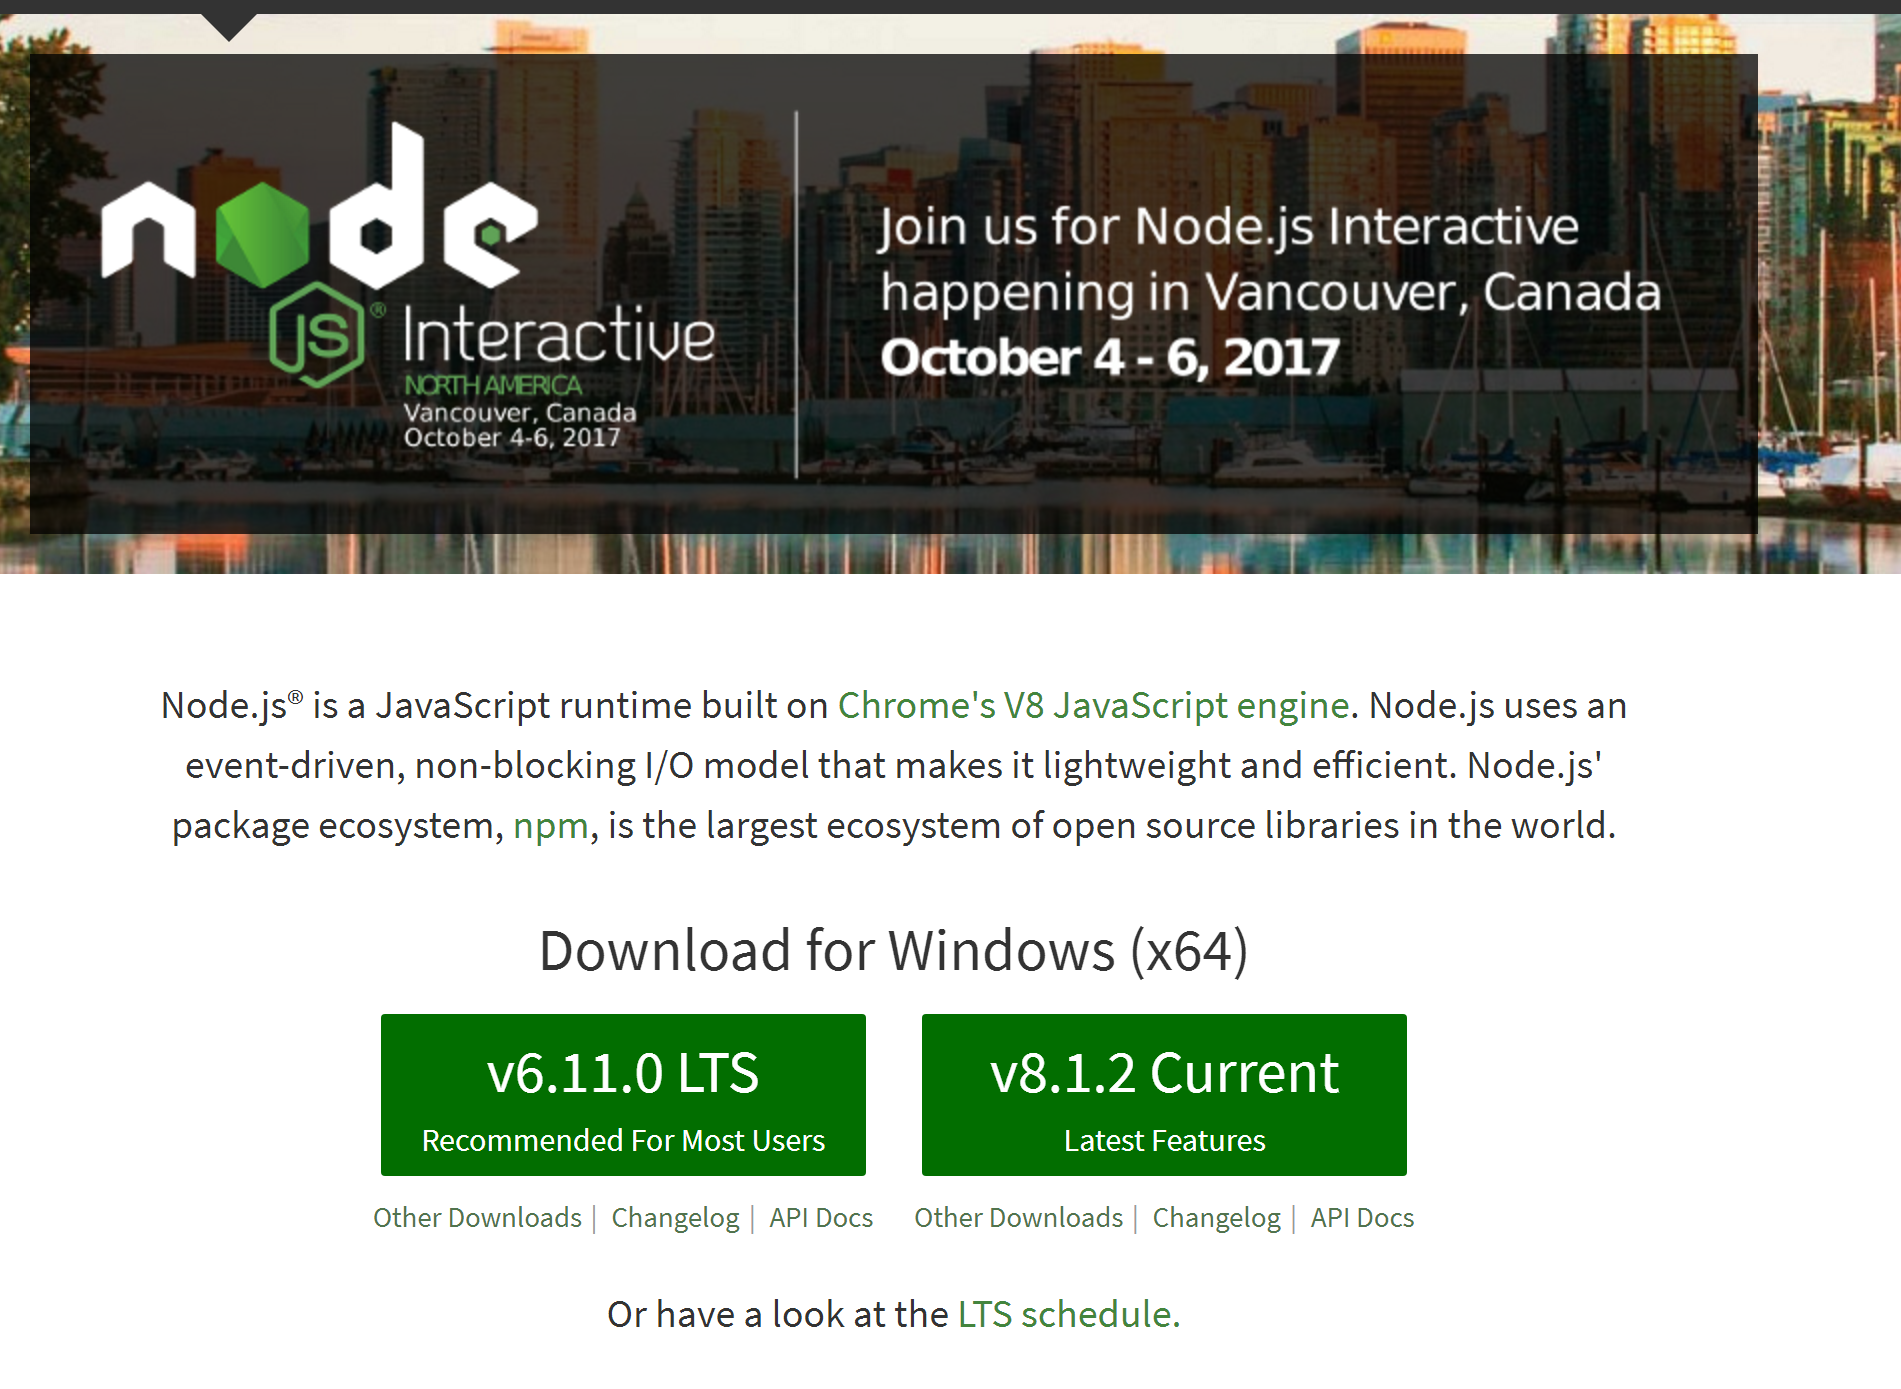 node
JS® Interactive
NORTH AMERICA
Vancouver, Canada
October 4-6, 2017
Join us for Node.js Interactive
happening in Vancouver, Canada
October 4 - 6, 2017
Node.js® is a JavaScript runtime built on Chrome's V8 JavaScript engine. Node.js uses an
event-driven, non-blocking I/O model that makes it lightweight and efficient. Node.js'
package ecosystem, npm, is the largest ecosystem of open source libraries in the world.
Download for Windows (x64)
v6.11.0 LTS
Recommended For Most Users
v8.1.2 Current
Latest Features
Other Downloads | Changelog | API Docs
Other Downloads | Changelog | API Docs
Or have a look at the LTS schedule.